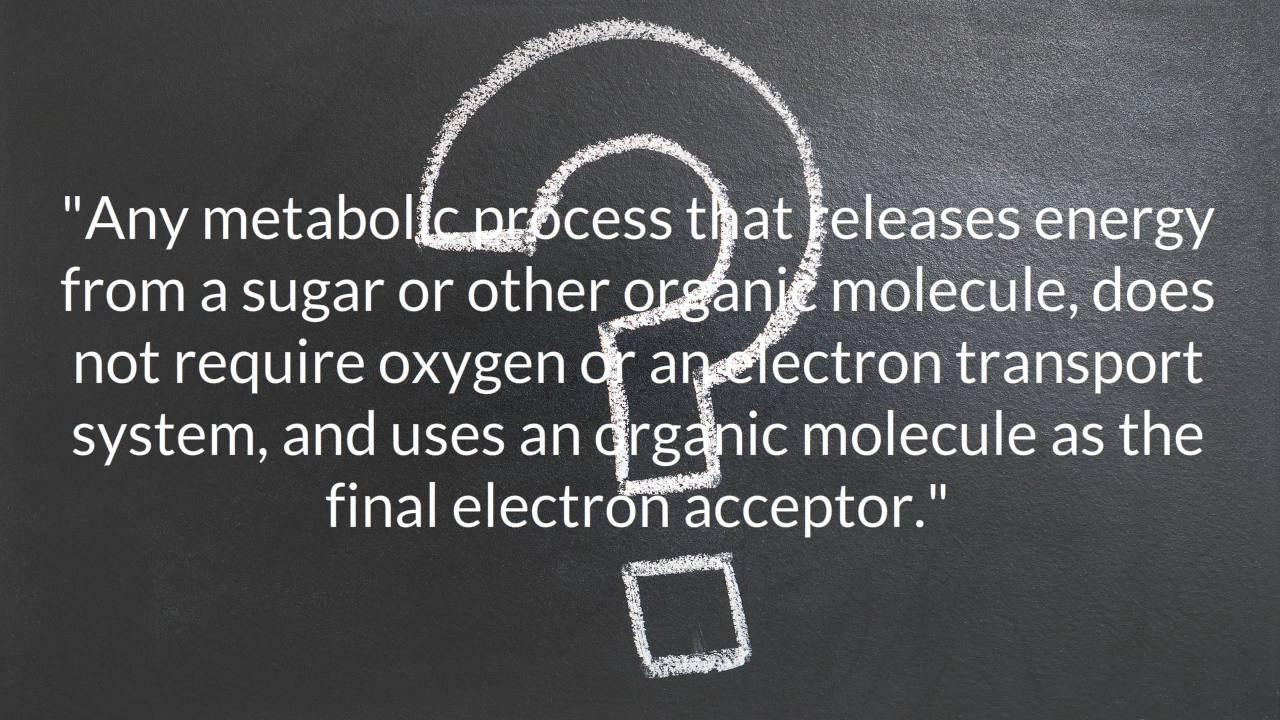 "Any metabolic process that releases energy
from a sugar or other organic molecule, does
not require oxygen or an electron transport
system, and uses an organic molecule as the
final electron acceptor."